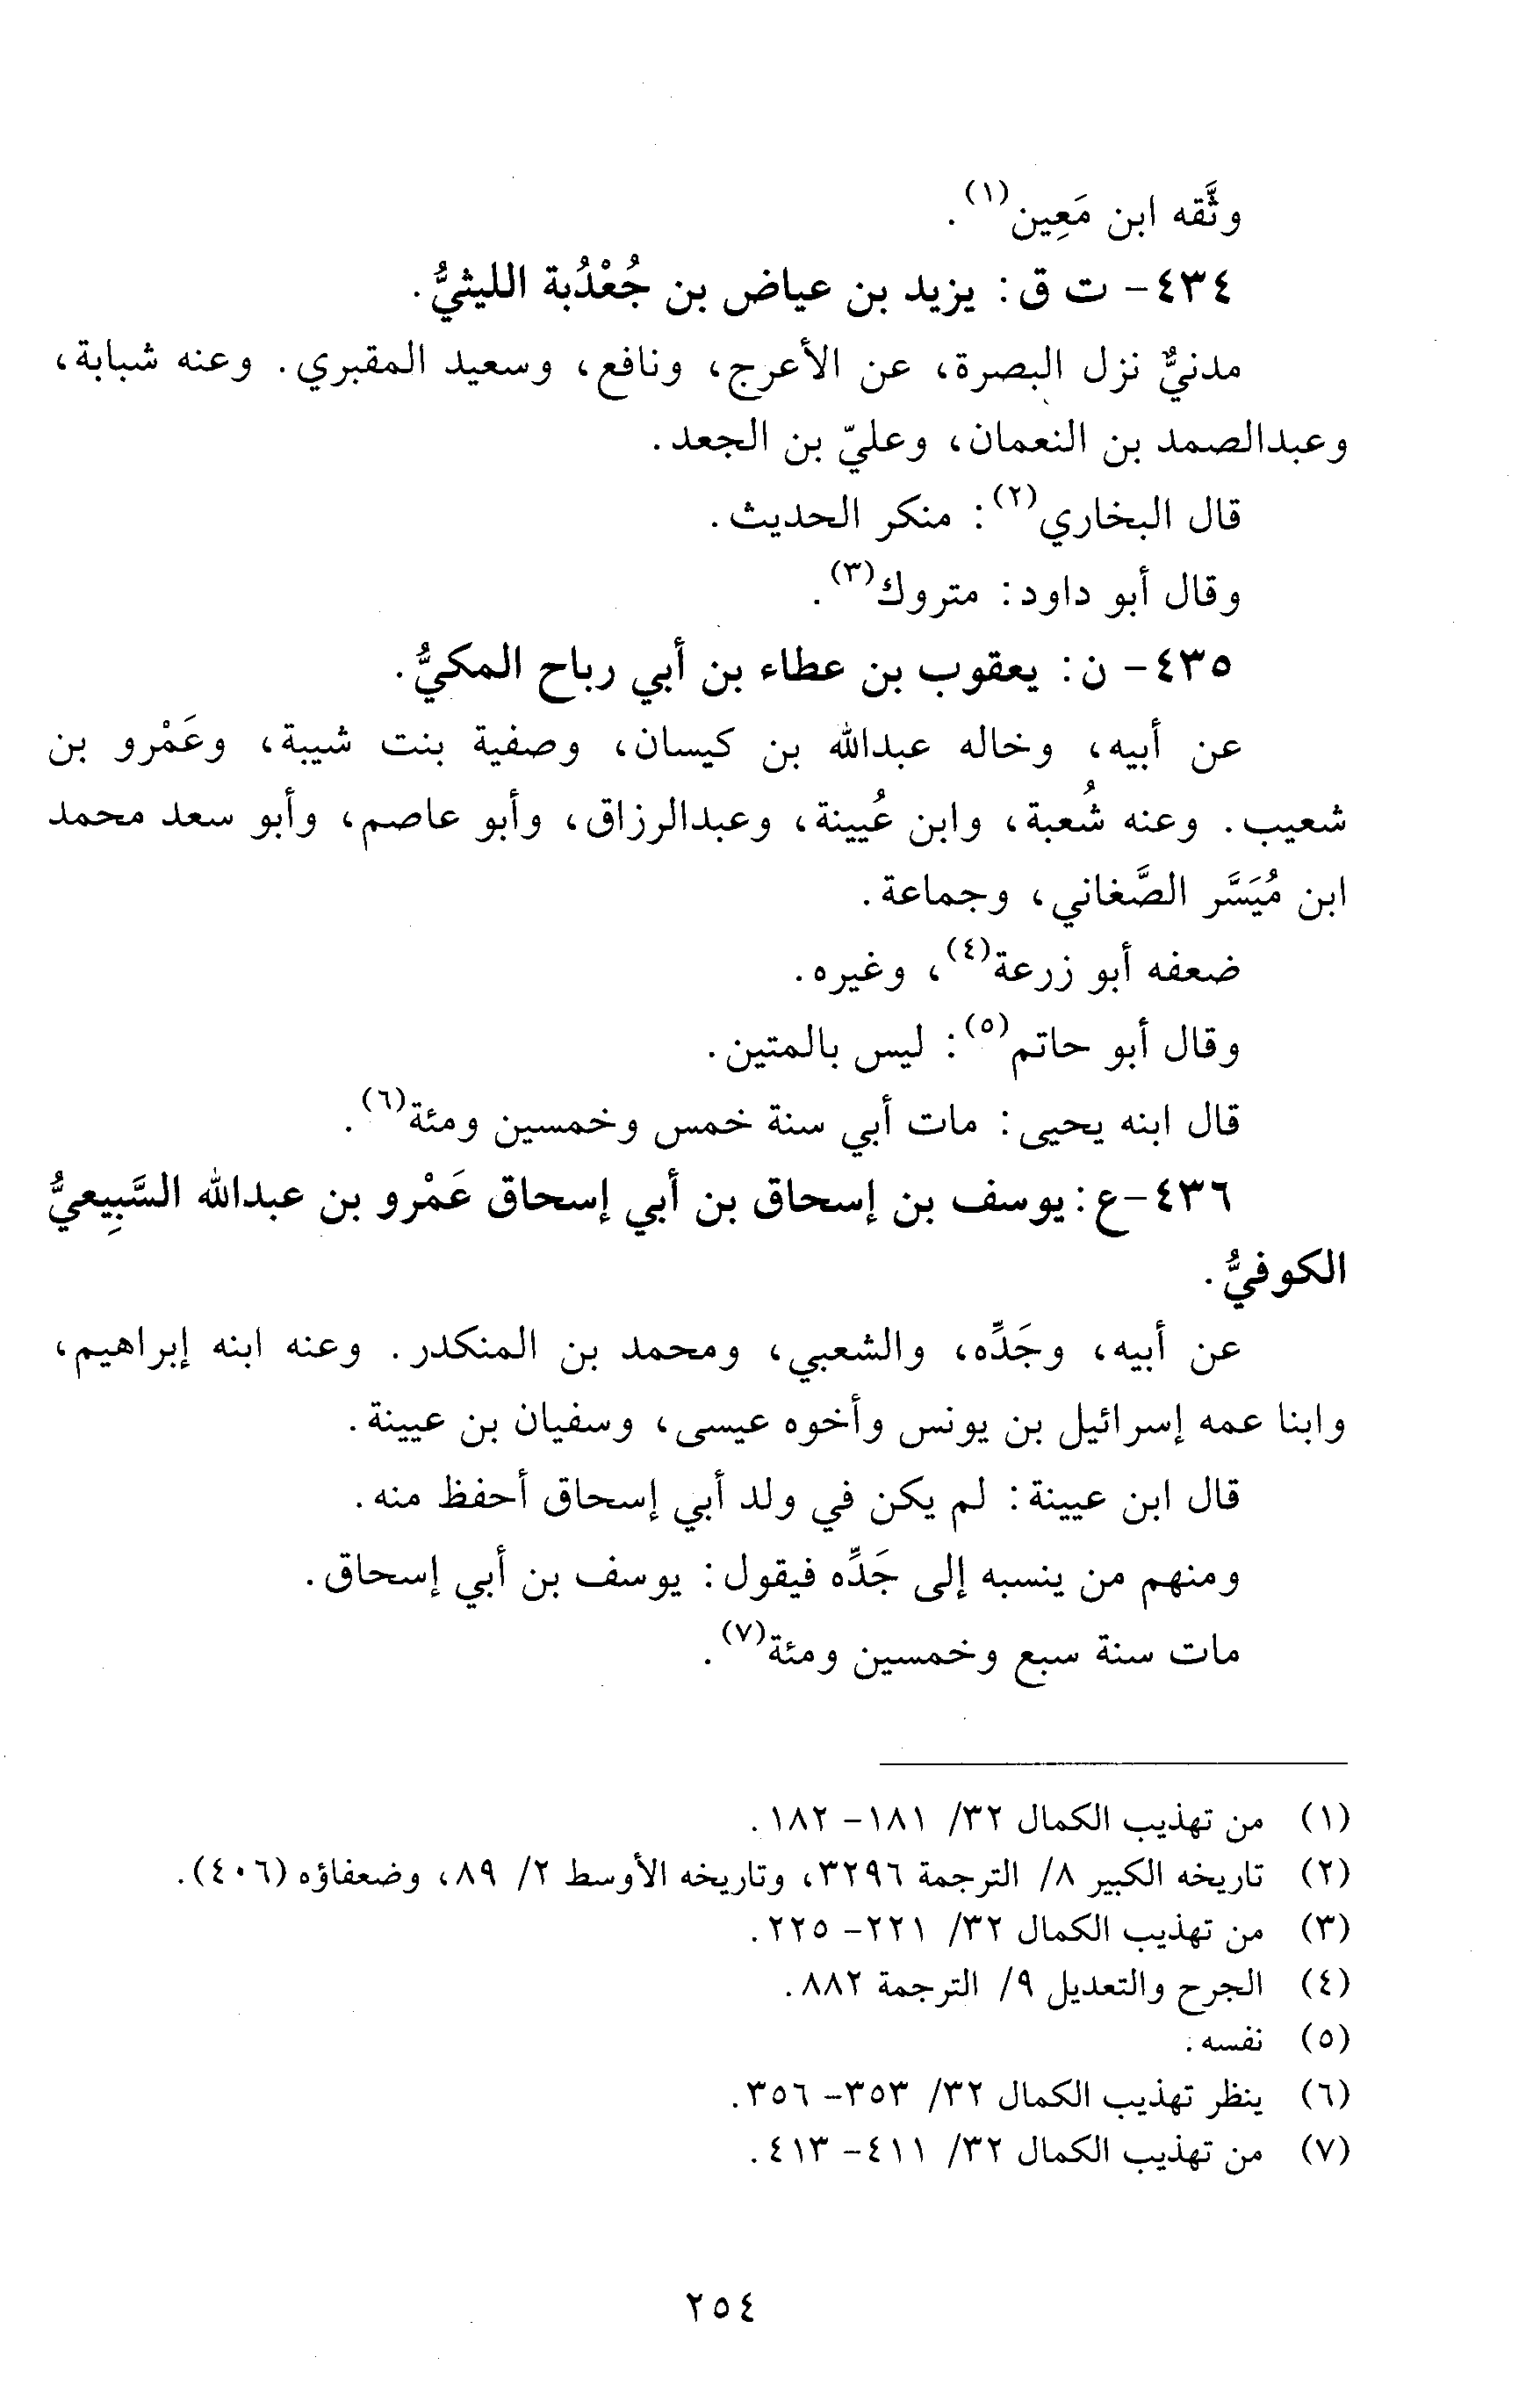 وثَّقه ابن مَعِين(١).
٤٣٤- ت ق: يزيد بن عياض بن جُعْدُبة الليثيُّ.
مدنيٌّ نزل البصرة، عن الأعرج، ونافع، وسعيد المقبري. وعنه شبابة،
وعبدالصمد بن النعمان، وعليّ بن الجعد.
قال البخاري(٢): منكر الحديث.
وقال أبو داود: متروك(٣).
٤٣٥- ن: يعقوب بن عطاء بن أبي رباح المكيُّ.
عن أبيه، وخاله عبدالله بن كيسان، وصفية بنت شيبة، وعَمْرو بن
شعيب. وعنه شُعبة، وابن عُيينة، وعبدالرزاق، وأبو عاصم، وأبو سعد محمد
ابن مُيَسَّر الصَّغاني، وجماعة.
ضعفه أبو زرعة(٤)، وغيره.
وقال أبو حاتم(٥): ليس بالمتين.
قال ابنه يحيى: مات أبي سنة خمس وخمسين ومئة(٦).
٤٣٦-ع: يوسف بن إسحاق بن أبي إسحاق عَمْرو بن عبدالله السَّبِيعيُّ
الكوفيُّ.
عن أبيه، وجَدِّه، والشعبي، ومحمد بن المنكدر. وعنه ابنه إبراهيم،
وابنا عمه إسرائيل بن يونس وأخوه عيسى، وسفيان بن عيينة.
قال ابن عيينة: لم يكن في ولد أبي إسحاق أحفظ منه.
ومنهم من ينسبه إلى جَدِّه فيقول: يوسف بن أبي إسحاق.
مات سنة سبع وخمسين ومئة(٧).
(١) من تهذيب الكمال ٣٢/ ١٨١- ١٨٢.
(٢) تاريخه الكبير ٨/ الترجمة ٣٢٩٦، وتاريخه الأوسط ٢/ ٨٩، وضعفاؤه (٤٠٦).
(٣) من تهذيب الكمال ٣٢/ ٢٢١- ٢٢٥.
(٤) الجرح والتعديل ٩/ الترجمة ٨٨٢.
(٥) نفسه.
(٦) ينظر تهذيب الكمال ٣٢/ ٣٥٣- ٣٥٦.
(٧) من تهذيب الكمال ٣٢/ ٤١١- ٤١٣.
٢٥٤